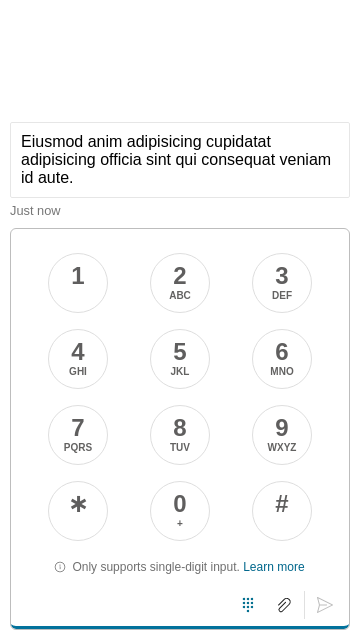 Eiusmod anim adipisicing cupidatat
adipisicing officia sint qui consequat veniam
id aute.
Just now
1 2 3
ABC DEF
4 5 6
GHI JKL MNO
7 8 9
PQRS TUV WXYZ
* 0 #
+
Only supports single-digit input. Learn more